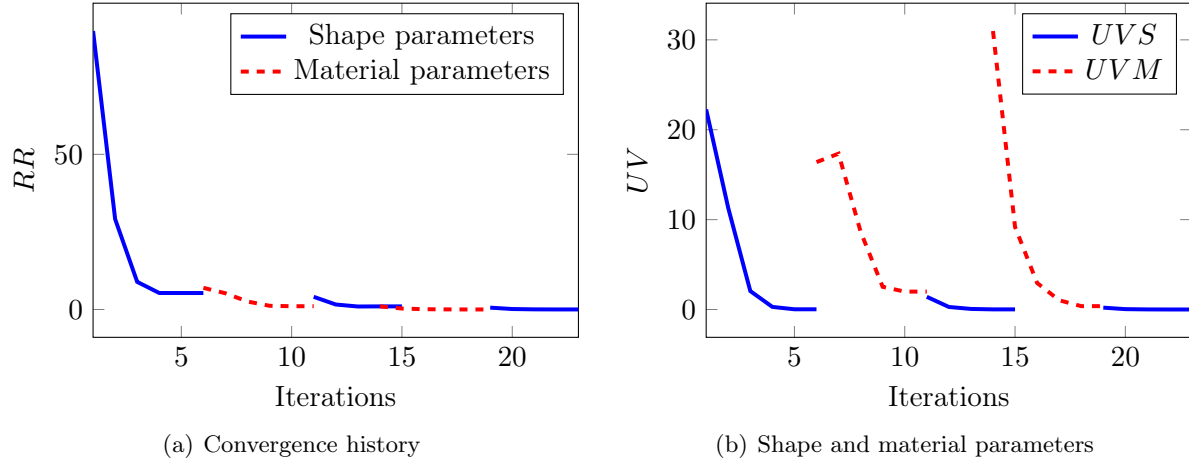 Shape parameters
Material parameters
50
0
RR
5
10
15
20
Iterations
(a) Convergence history
UVS
UVM
30
20
10
0
UV
5
10
15
20
Iterations
(b) Shape and material parameters